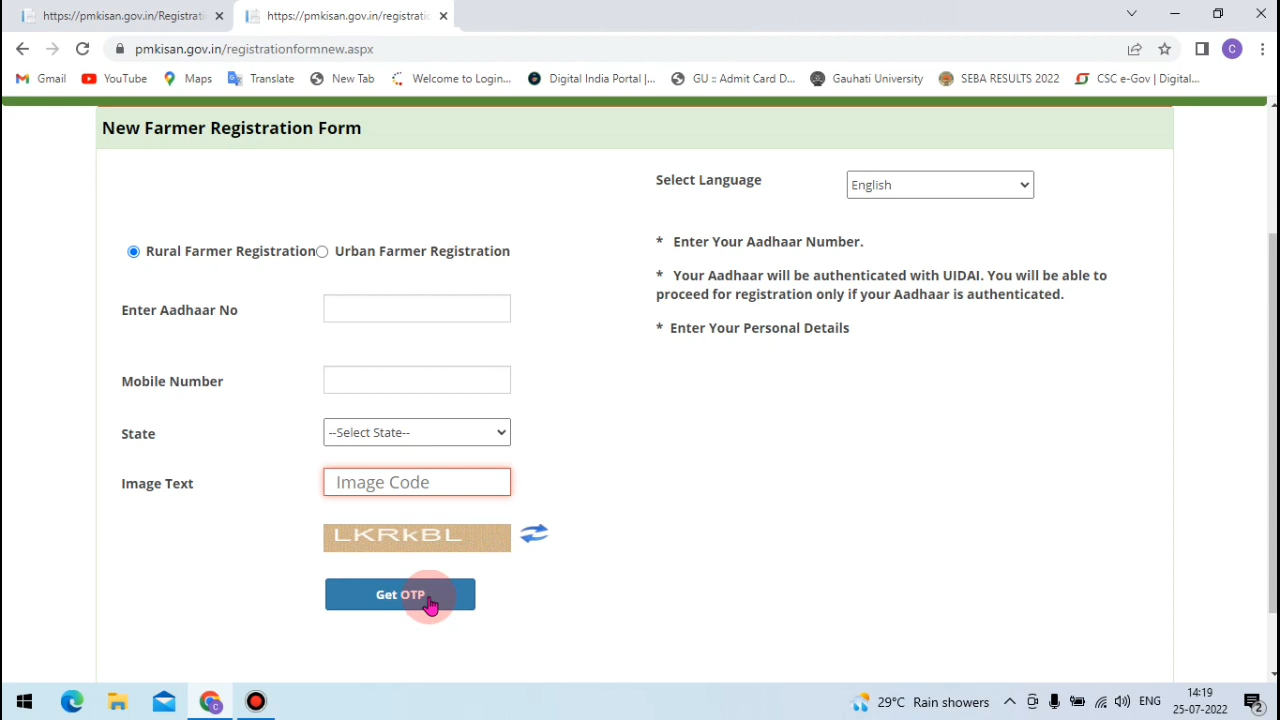 https://pmkisan.gov.in/Registrati
https://pmkisan.gov.in/registratio
pmkisan.gov.in/registrationformnew.aspx
C
Gmail YouTube Maps Translate New Tab Welcome to Login... Digital India Portal |... GU :: Admit Card D... Gauhati University SEBA RESULTS 2022 CSC e-Gov | Digital...
New Farmer Registration Form
Select Language English
Rural Farmer Registration Urban Farmer Registration
* Enter Your Aadhaar Number.
* Your Aadhaar will be authenticated with UIDAI. You will be able to
proceed for registration only if your Aadhaar is authenticated.
* Enter Your Personal Details
Enter Aadhaar No
Mobile Number
State --Select State--
Image Text Image Code
LKRkBL
Get OTP
29°C Rain showers ENG 14:19
25-07-2022 2